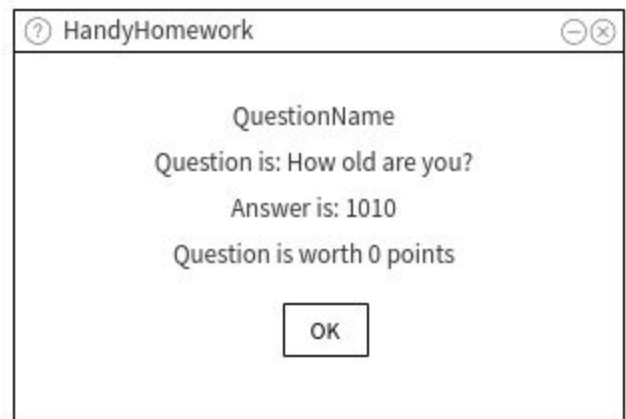 HandyHomework
QuestionName
Question is: How old are you?
Answer is: 1010
Question is worth 0 points
OK